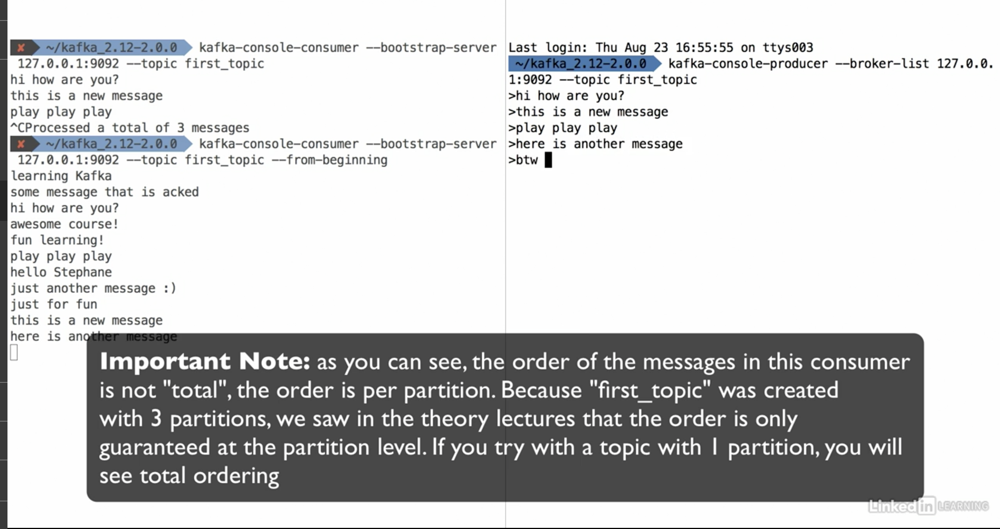 ✘ ~/kafka_2.12-2.0.0 kafka-console-consumer --bootstrap-server
127.0.0.1:9092 --topic first_topic
hi how are you?
this is a new message
play play play
^CProcessed a total of 3 messages
✘ ~/kafka_2.12-2.0.0 kafka-console-consumer --bootstrap-server
127.0.0.1:9092 --topic first_topic --from-beginning
learning Kafka
some message that is acked
hi how are you?
awesome course!
fun learning!
play play play
hello Stephane
just another message :)
just for fun
this is a new message
here is another message
Last login: Thu Aug 23 16:55:55 on ttys003
~/kafka_2.12-2.0.0 kafka-console-producer --broker-list 127.0.0.
1:9092 --topic first_topic
>hi how are you?
>this is a new message
>play play play
>here is another message
>btw
Important Note: as you can see, the order of the messages in this consumer
is not "total", the order is per partition. Because "first_topic" was created
with 3 partitions, we saw in the theory lectures that the order is only
guaranteed at the partition level. If you try with a topic with 1 partition, you will
see total ordering
Linked in LEARNING